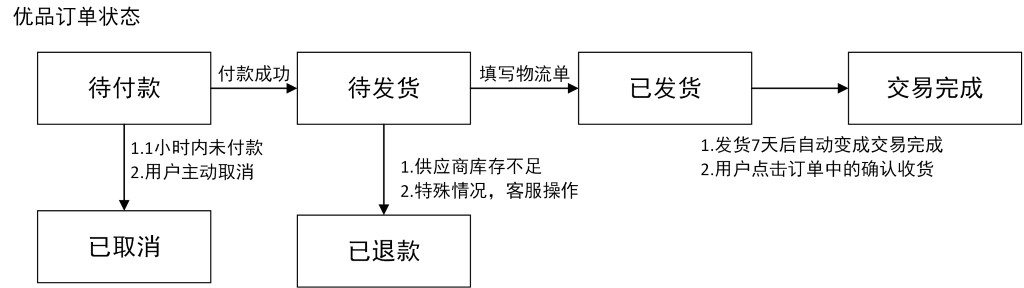 优品订单状态
待付款
付款成功
待发货
填写物流单
已发货
交易完成
1.1小时内未付款
2.用户主动取消
1.供应商库存不足
2.特殊情况，客服操作
1.发货7天后自动变成交易完成
2.用户点击订单中的确认收货
已取消
已退款